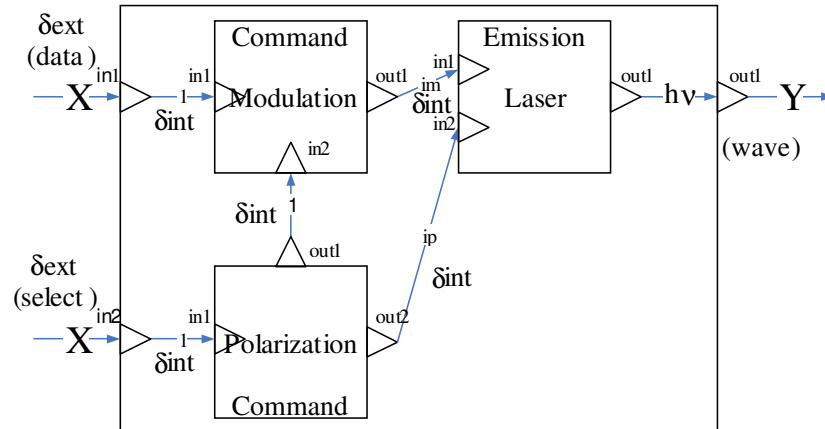 δext
(data)
X
in1
1
δint
in1
Command
Modulation
out1
in2
im
δint
in1
in2
Emission
Laser
out1
hν
out1
Y
(wave)
δint
1
out1
ip
δint
δext
(select)
X
in2
1
δint
in1
Polarization
out2
Command